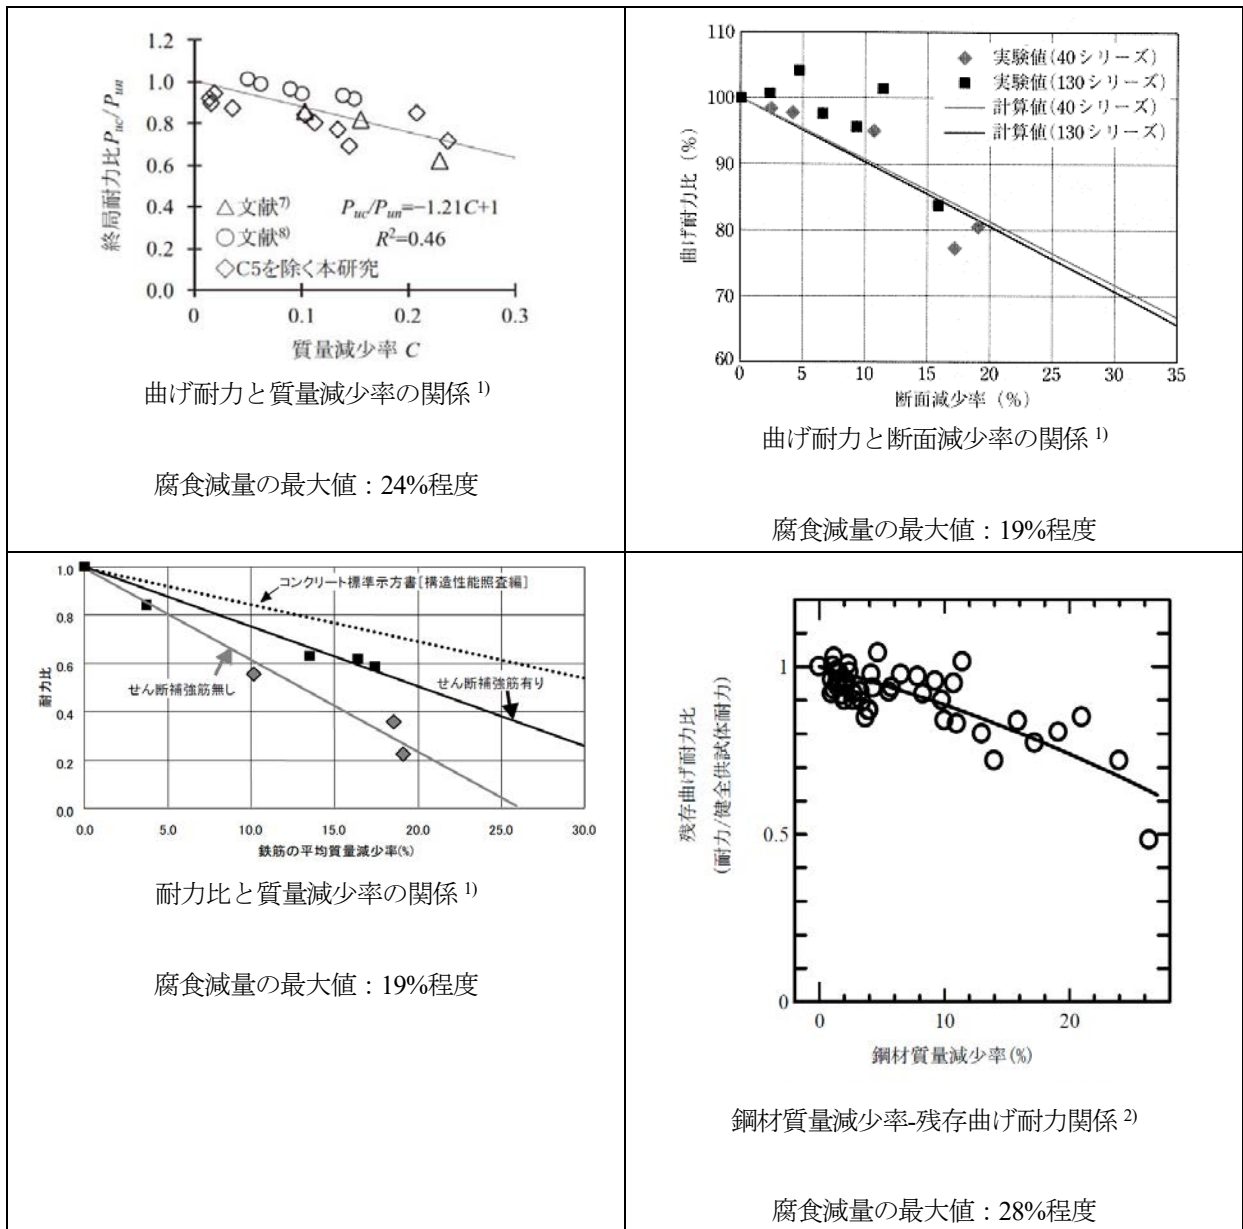 1.2
1.0
0.8
0.6
0.4
0.2
0.0
終局耐力比Puc/Pun
△文献7)
○文献8)
◇C5を除く本研究
Puc/Pun=−1.21C+1
R²=0.46
0 0.1 0.2 0.3
質量減少率 C
曲げ耐力と質量減少率の関係 1)
腐食減量の最大値：24%程度
110
100
90
80
70
60
曲げ耐力比 (%)
実験値(40シリーズ)
実験値(130シリーズ)
計算値(40シリーズ)
計算値(130シリーズ)
0 5 10 15 20 25 30 35
断面減少率 (%)
曲げ耐力と断面減少率の関係 1)
腐食減量の最大値：19%程度
1.0
0.8
0.6
0.4
0.2
0.0
耐力比
コンクリート標準示方書[構造性能照査編]
せん断補強筋無し
せん断補強筋有り
0.0 5.0 10.0 15.0 20.0 25.0 30.0
鉄筋の平均質量減少率(%)
耐力比と質量減少率の関係 1)
腐食減量の最大値：19%程度
1
0.5
0
残存曲げ耐力比
(耐力/健全供試体耐力)
0 10 20
鋼材質量減少率(%)
鋼材質量減少率-残存曲げ耐力関係 2)
腐食減量の最大値：28%程度